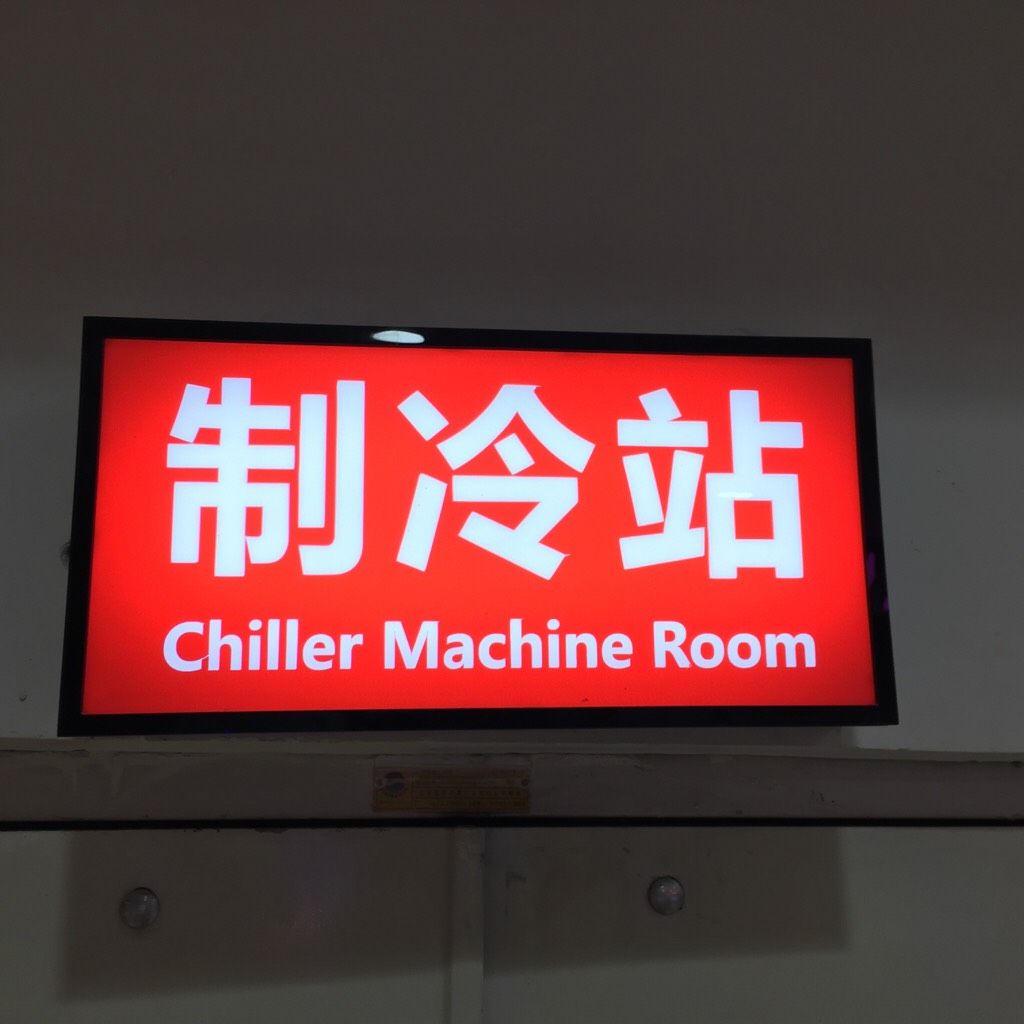 制冷站
Chiller Machine Room